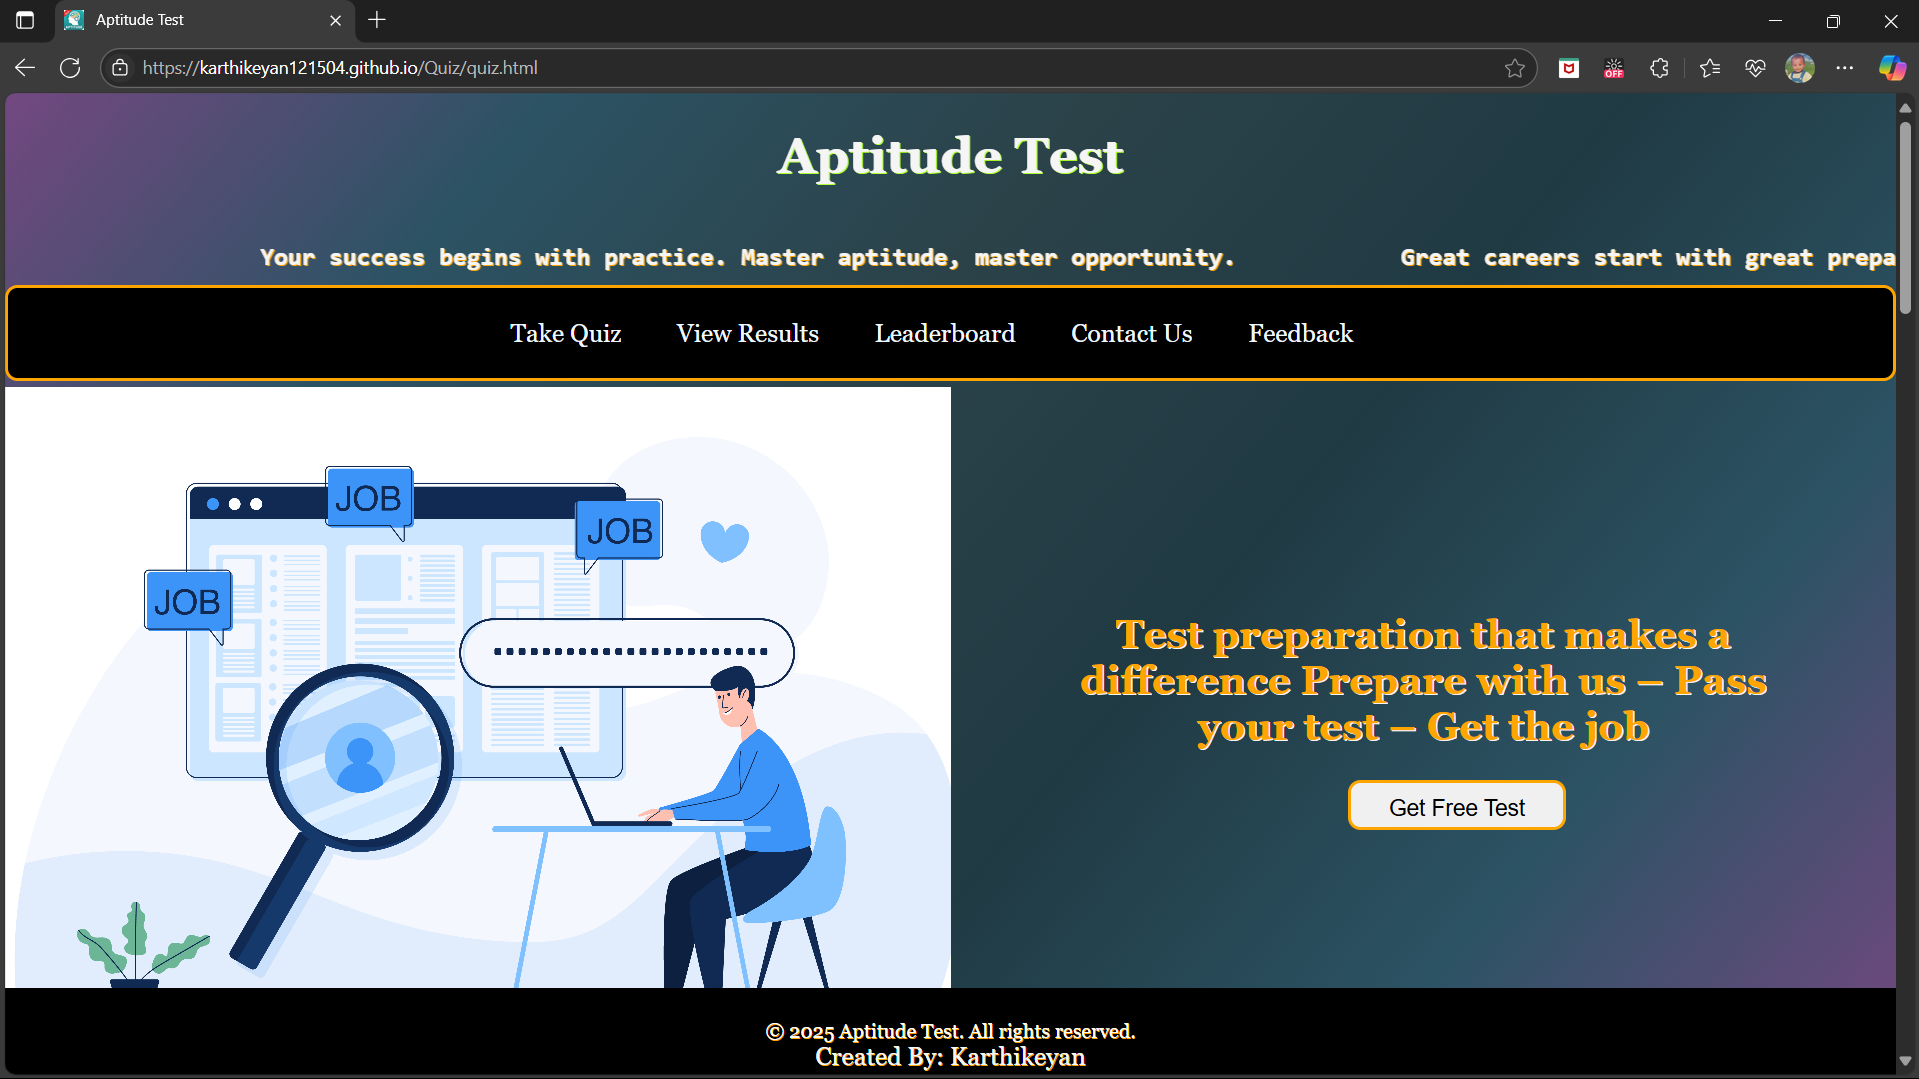 Aptitude Test
https://karthikeyan121504.github.io/Quiz/quiz.html
OFF
Aptitude Test
Your success begins with practice. Master aptitude, master opportunity. Great careers start with great prepa
Take Quiz View Results Leaderboard Contact Us Feedback
JOB
JOB
JOB
Test preparation that makes a
difference Prepare with us – Pass
your test – Get the job
Get Free Test
© 2025 Aptitude Test. All rights reserved.
Created By: Karthikeyan